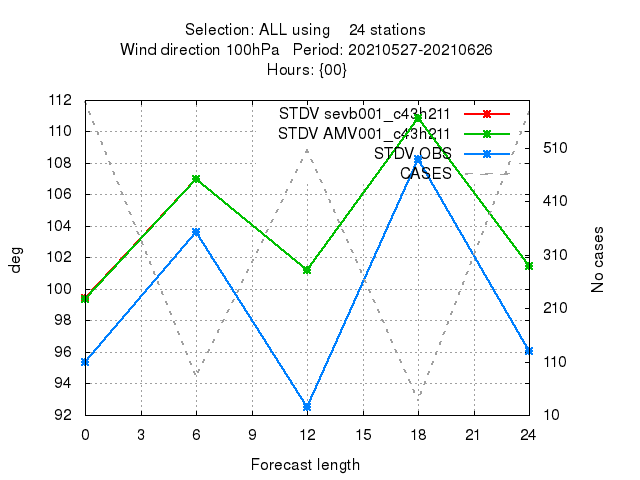 Selection: ALL using 24 stations
Wind direction 100hPa Period: 20210527-20210626
Hours: {00}
STDV sevb001_c43h211
STDV AMV001_c43h211
STDV OBS
CASES
112
110
108
106
104
102
100
98
96
94
92
deg
510
410
310
210
110
10
No cases
0 3 6 9 12 15 18 21 24
Forecast length